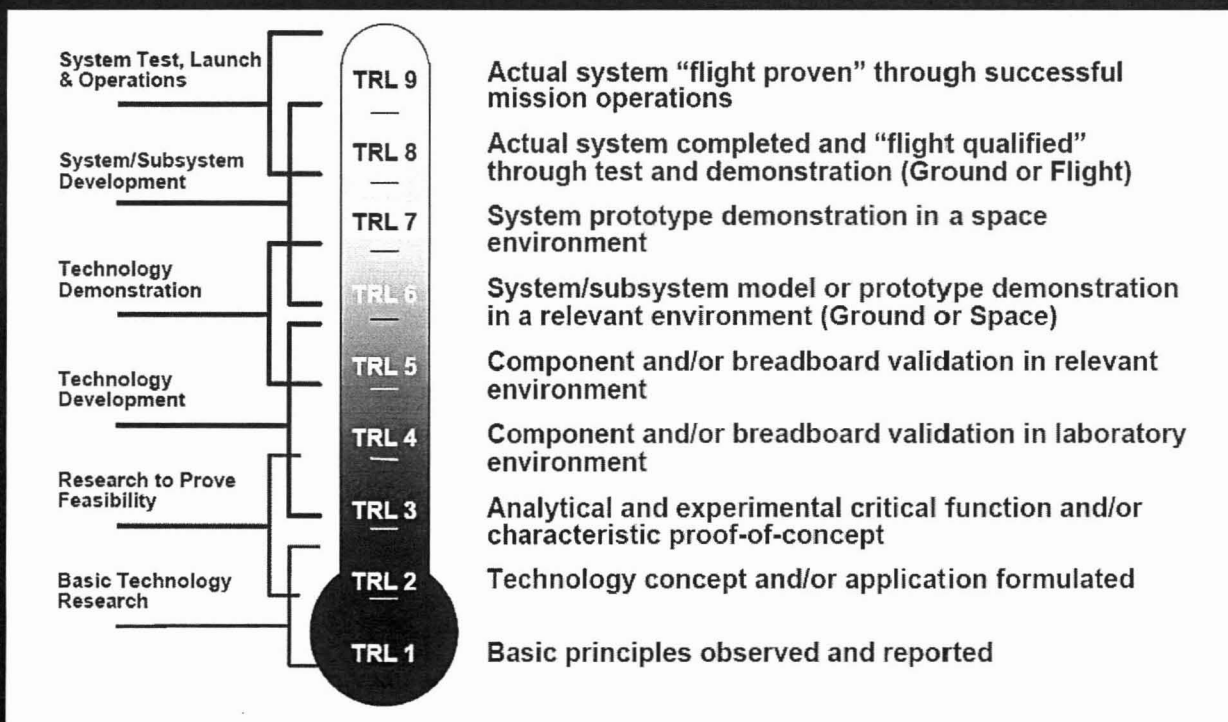 System Test, Launch
& Operations
System/Subsystem
Development
Technology
Demonstration
Technology
Development
Research to Prove
Feasibility
Basic Technology
Research
TRL 9
TRL 8
TRL 7
TRL 6
TRL 5
TRL 4
TRL 3
TRL 2
TRL 1
Actual system “flight proven” through successful
mission operations
Actual system completed and “flight qualified”
through test and demonstration (Ground or Flight)
System prototype demonstration in a space
environment
System/subsystem model or prototype demonstration
in a relevant environment (Ground or Space)
Component and/or breadboard validation in relevant
environment
Component and/or breadboard validation in laboratory
environment
Analytical and experimental critical function and/or
characteristic proof-of-concept
Technology concept and/or application formulated
Basic principles observed and reported